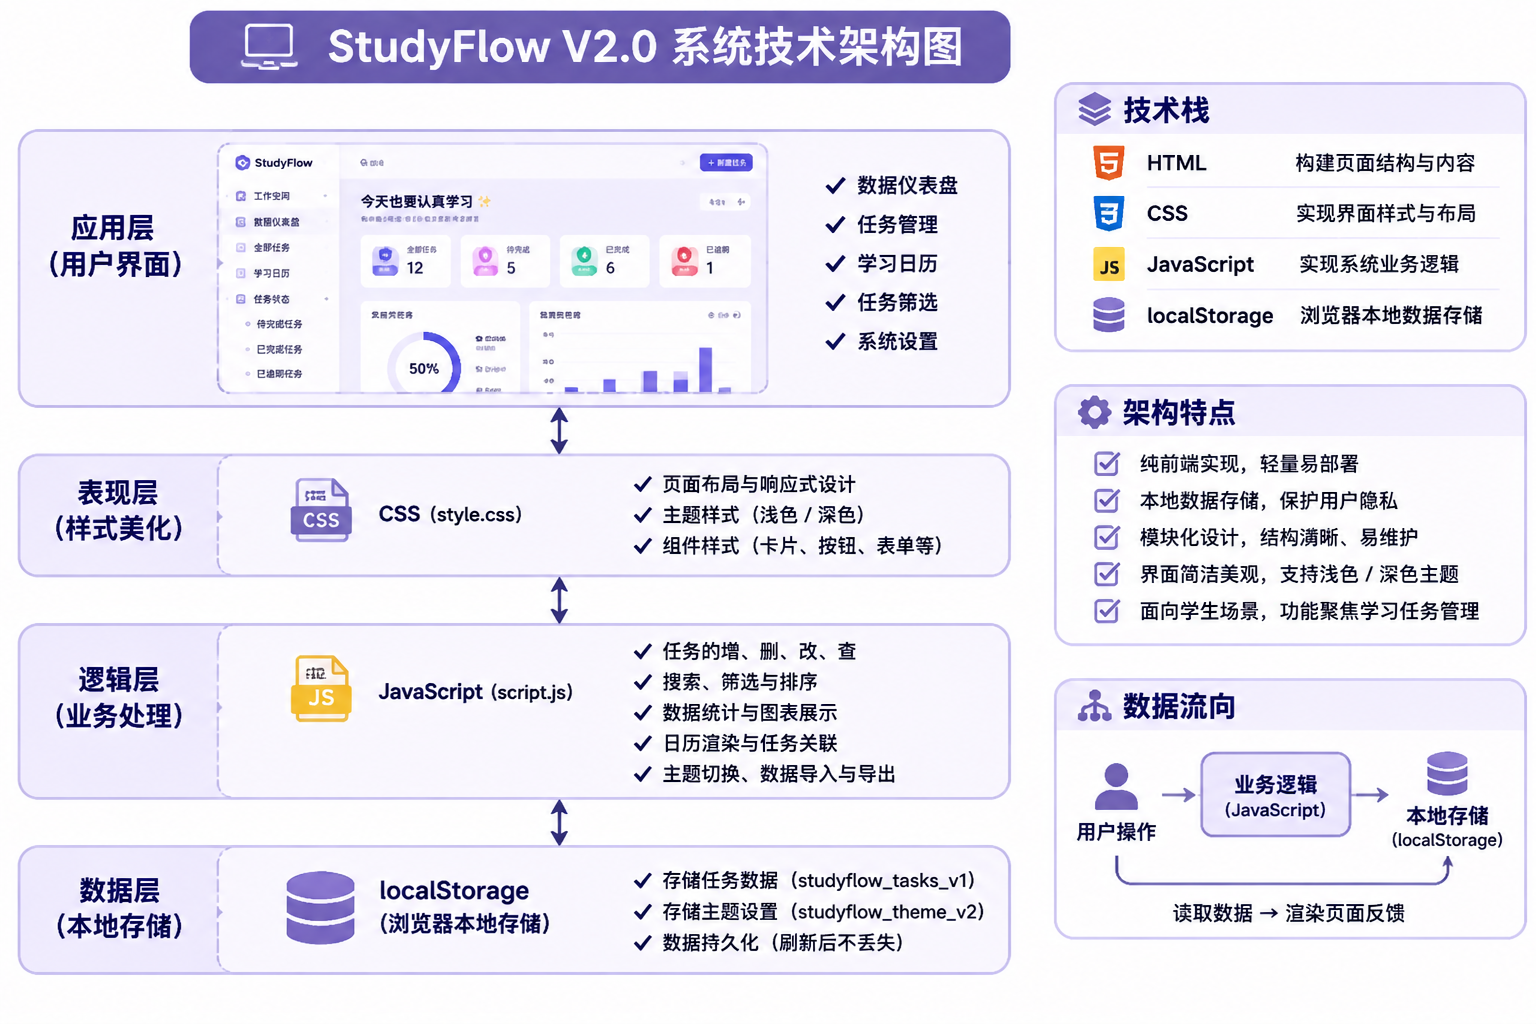 StudyFlow V2.0 系统技术架构图
应用层
（用户界面）
StudyFlow
工作空间
数据仪表盘
全部任务
学习日历
任务状态
待完成任务
已完成任务
已逾期任务
今天也要认真学习 ✨
全部任务
12
待完成
5
已完成
6
已逾期
1
50%
数据仪表盘
任务管理
学习日历
任务筛选
系统设置
表现层
（样式美化）
CSS
CSS（style.css）
页面布局与响应式设计
主题样式（浅色 / 深色）
组件样式（卡片、按钮、表单等）
逻辑层
（业务处理）
JS
JavaScript（script.js）
任务的增、删、改、查
搜索、筛选与排序
数据统计与图表展示
日历渲染与任务关联
主题切换、数据导入与导出
数据层
（本地存储）
localStorage
（浏览器本地存储）
存储任务数据（studyflow_tasks_v1）
存储主题设置（studyflow_theme_v2）
数据持久化（刷新后不丢失）
技术栈
HTML 构建页面结构与内容
CSS 实现界面样式与布局
JS JavaScript 实现系统业务逻辑
localStorage 浏览器本地数据存储
架构特点
纯前端实现，轻量易部署
本地数据存储，保护用户隐私
模块化设计，结构清晰、易维护
界面简洁美观，支持浅色 / 深色主题
面向学生场景，功能聚焦学习任务管理
数据流向
用户操作
业务逻辑
（JavaScript）
本地存储
（localStorage）
读取数据 → 渲染页面反馈